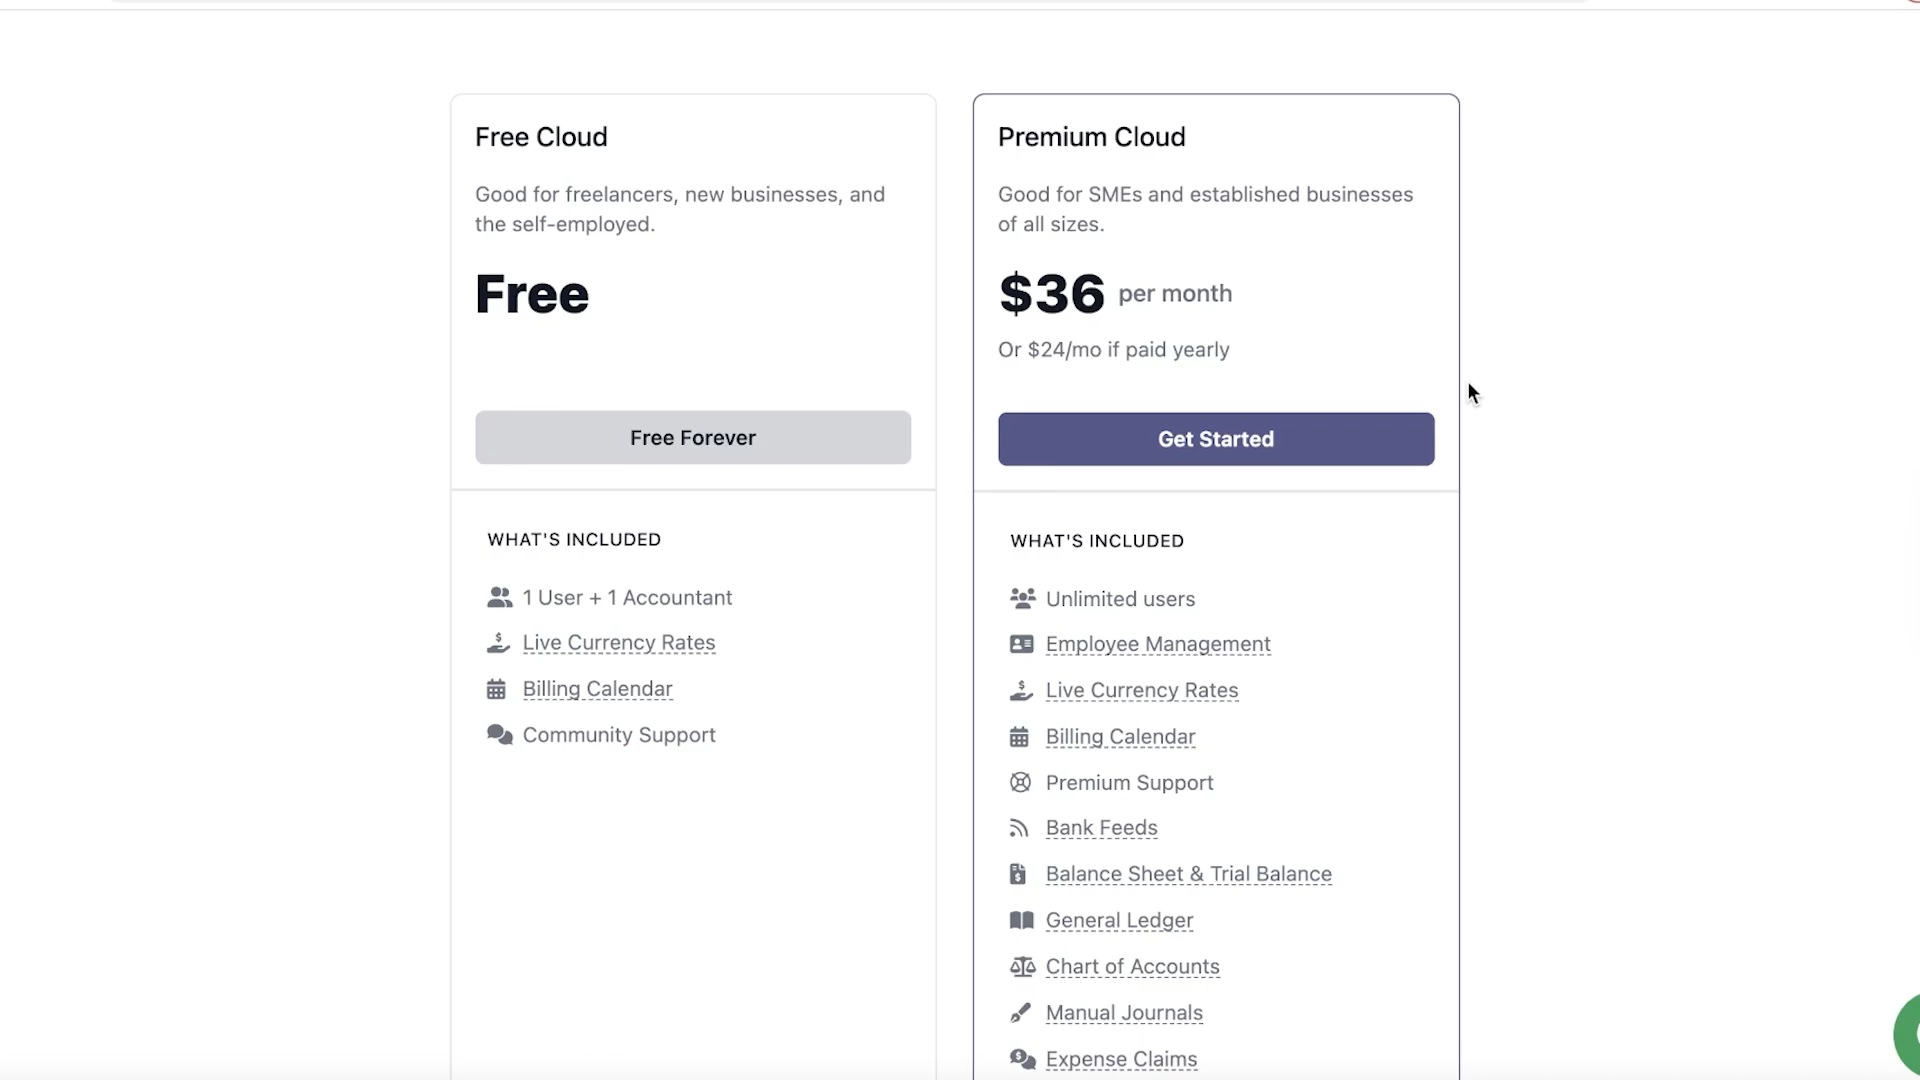 Free Cloud
Good for freelancers, new businesses, and
the self-employed.
Free
Free Forever
WHAT'S INCLUDED
1 User + 1 Accountant
Live Currency Rates
Billing Calendar
Community Support
Premium Cloud
Good for SMEs and established businesses
of all sizes.
$36 per month
Or $24/mo if paid yearly
Get Started
WHAT'S INCLUDED
Unlimited users
Employee Management
Live Currency Rates
Billing Calendar
Premium Support
Bank Feeds
Balance Sheet & Trial Balance
General Ledger
Chart of Accounts
Manual Journals
Expense Claims